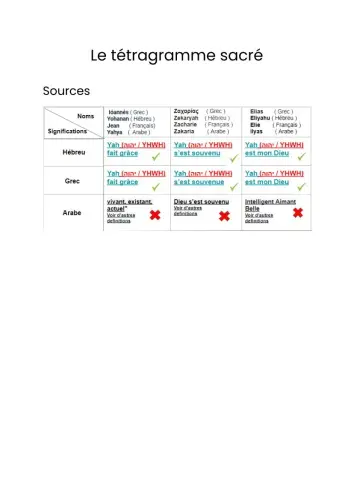 Le tétragramme sacré
Sources
Noms
Significations
Ioannés ( Grec )
Yohanan ( Hébreu )
Jean ( Français)
Yahya ( Arabe )
Ζαχαρίας ( Grec )
Zekaryah ( Hébreu )
Zacharie ( Français )
Zakaria ( Arabe )
Elias ( Grec )
Eliyahu ( Hébreu )
Elie ( Français )
Ilyas ( Arabe )
Hébreu
Yah (יהוה / YHWH)
fait grâce
Yah (יהוה / YHWH)
s'est souvenu
Yah (יהוה / YHWH)
est mon Dieu
Grec
Yah (יהוה / YHWH)
fait grâce
Yah (יהוה / YHWH)
s'est souvenue
Yah (יהוה / YHWH)
est mon Dieu
Arabe
vivant, existant,
actuel"
Voir d'autres
definitions
Dieu s'est souvenu
Voir d'autres
definitions
Intelligent Aimant
Belle
Voir d'autres
definitions